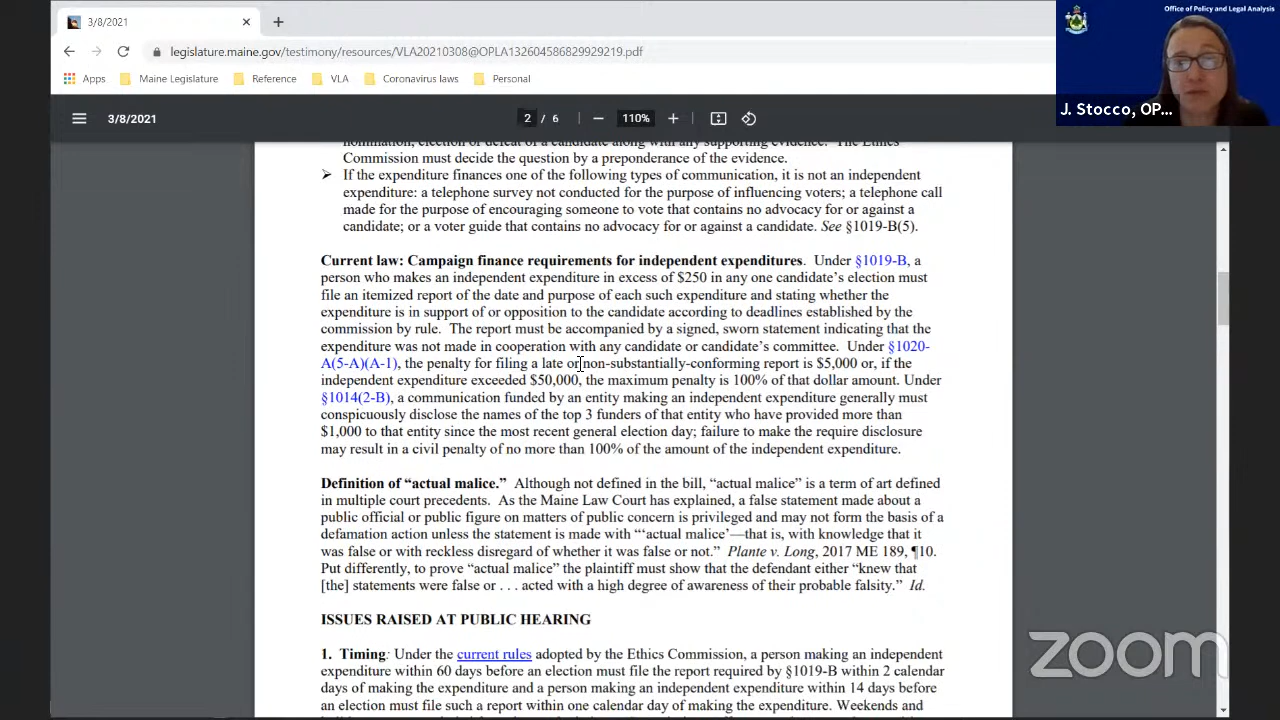 3/8/2021
legislature.maine.gov/testimony/resources/VLA20210308@OPLA132604586829929219.pdf
Apps Maine Legislature Reference VLA Coronavirus laws Personal
Office of Policy and Legal Analysis
J. Stocco, OP...
3/8/2021 2 / 6 110%
nomination, election or defeat of a candidate along with any supporting evidence. The Ethics
Commission must decide the question by a preponderance of the evidence.
➢ If the expenditure finances one of the following types of communication, it is not an independent
expenditure: a telephone survey not conducted for the purpose of influencing voters; a telephone call
made for the purpose of encouraging someone to vote that contains no advocacy for or against a
candidate; or a voter guide that contains no advocacy for or against a candidate. See §1019-B(5).
Current law: Campaign finance requirements for independent expenditures. Under §1019-B, a
person who makes an independent expenditure in excess of $250 in any one candidate's election must
file an itemized report of the date and purpose of each such expenditure and stating whether the
expenditure is in support of or opposition to the candidate according to deadlines established by the
commission by rule. The report must be accompanied by a signed, sworn statement indicating that the
expenditure was not made in cooperation with any candidate or candidate's committee. Under §1020-
A(5-A)(A-1), the penalty for filing a late or non-substantially-conforming report is $5,000 or, if the
independent expenditure exceeded $50,000, the maximum penalty is 100% of that dollar amount. Under
§1014(2-B), a communication funded by an entity making an independent expenditure generally must
conspicuously disclose the names of the top 3 funders of that entity who have provided more than
$1,000 to that entity since the most recent general election day; failure to make the require disclosure
may result in a civil penalty of no more than 100% of the amount of the independent expenditure.
Definition of "actual malice." Although not defined in the bill, "actual malice" is a term of art defined
in multiple court precedents. As the Maine Law Court has explained, a false statement made about a
public official or public figure on matters of public concern is privileged and may not form the basis of a
defamation action unless the statement is made with "'actual malice'—that is, with knowledge that it
was false or with reckless disregard of whether it was false or not." Plante v. Long, 2017 ME 189, ¶10.
Put differently, to prove "actual malice" the plaintiff must show that the defendant either "knew that
[the] statements were false or . . . acted with a high degree of awareness of their probable falsity." Id.
ISSUES RAISED AT PUBLIC HEARING
1. Timing: Under the current rules adopted by the Ethics Commission, a person making an independent
expenditure within 60 days before an election must file the report required by §1019-B within 2 calendar
days of making the expenditure and a person making an independent expenditure within 14 days before
an election must file such a report within one calendar day of making the expenditure. Weekends and
zoom